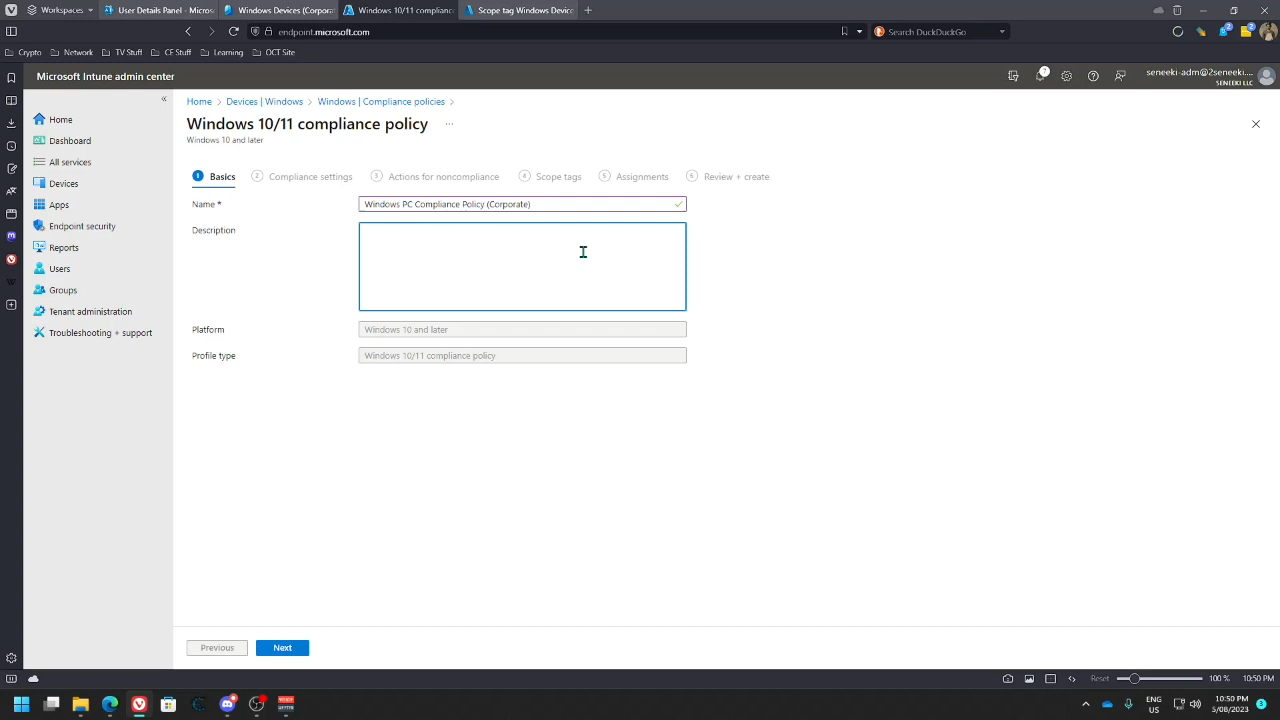 Workspaces
User Details Panel - Micros
Windows Devices (Corporat
Windows 10/11 complianc
Scope tag Windows Device
endpoint.microsoft.com
Search DuckDuckGo
Crypto
Network
TV Stuff
CF Stuff
Learning
OCT Site
Microsoft Intune admin center
seneeki-adm@2seneeki....
SENEEKI LLC
Home
Dashboard
All services
Devices
Apps
Endpoint security
Reports
Users
Groups
Tenant administration
Troubleshooting + support
Home > Devices | Windows > Windows | Compliance policies >
Windows 10/11 compliance policy ...
Windows 10 and later
1 Basics
2 Compliance settings
3 Actions for noncompliance
4 Scope tags
5 Assignments
6 Review + create
Name *
Windows PC Compliance Policy (Corporate)
Description
Platform
Windows 10 and later
Profile type
Windows 10/11 compliance policy
Previous
Next
Reset
100 %
10:50 PM
ENG
US
10:50 PM
5/08/2023